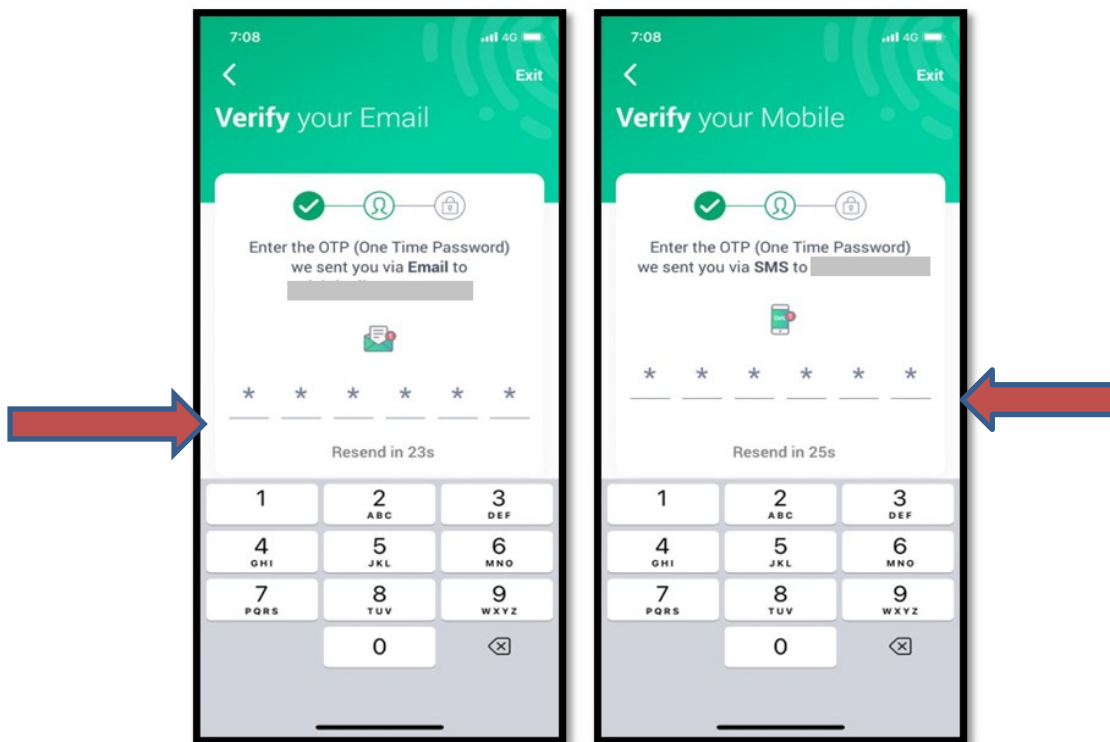 7:08
4G
Exit
Verify your Email
Enter the OTP (One Time Password)
we sent you via Email to
* * * * * *
Resend in 23s
1
2
ABC
3
DEF
4
GHI
5
JKL
6
MNO
7
PQRS
8
TUV
9
WXYZ
0
7:08
4G
Exit
Verify your Mobile
Enter the OTP (One Time Password)
we sent you via SMS to
* * * * * *
Resend in 25s
1
2
ABC
3
DEF
4
GHI
5
JKL
6
MNO
7
PQRS
8
TUV
9
WXYZ
0